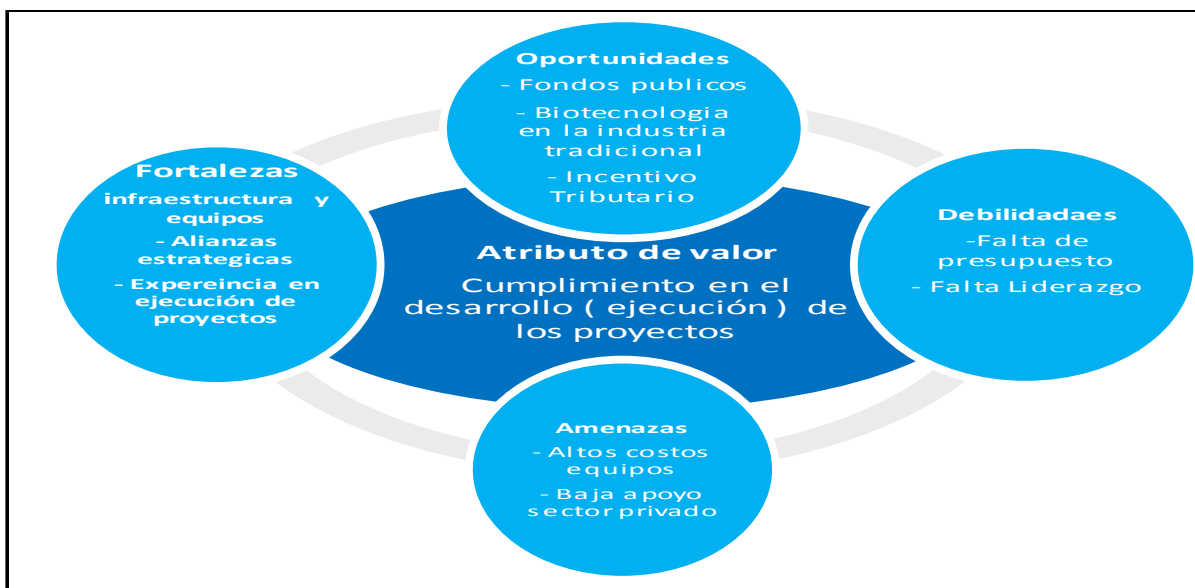 Oportunidades
- Fondos publicos
- Biotecnologia
en la industria
tradicional
- Incentivo
Tributario
Fortalezas
infraestructura y
equipos
- Alianzas
estrategicas
- Expereincia en
ejecución de
proyectos
Atributo de valor
Cumplimiento en el
desarrollo ( ejecución ) de
los proyectos
Debilidadaes
-Falta de
presupuesto
- Falta Liderazgo
Amenazas
- Altos costos
equipos
- Baja apoyo
sector privado